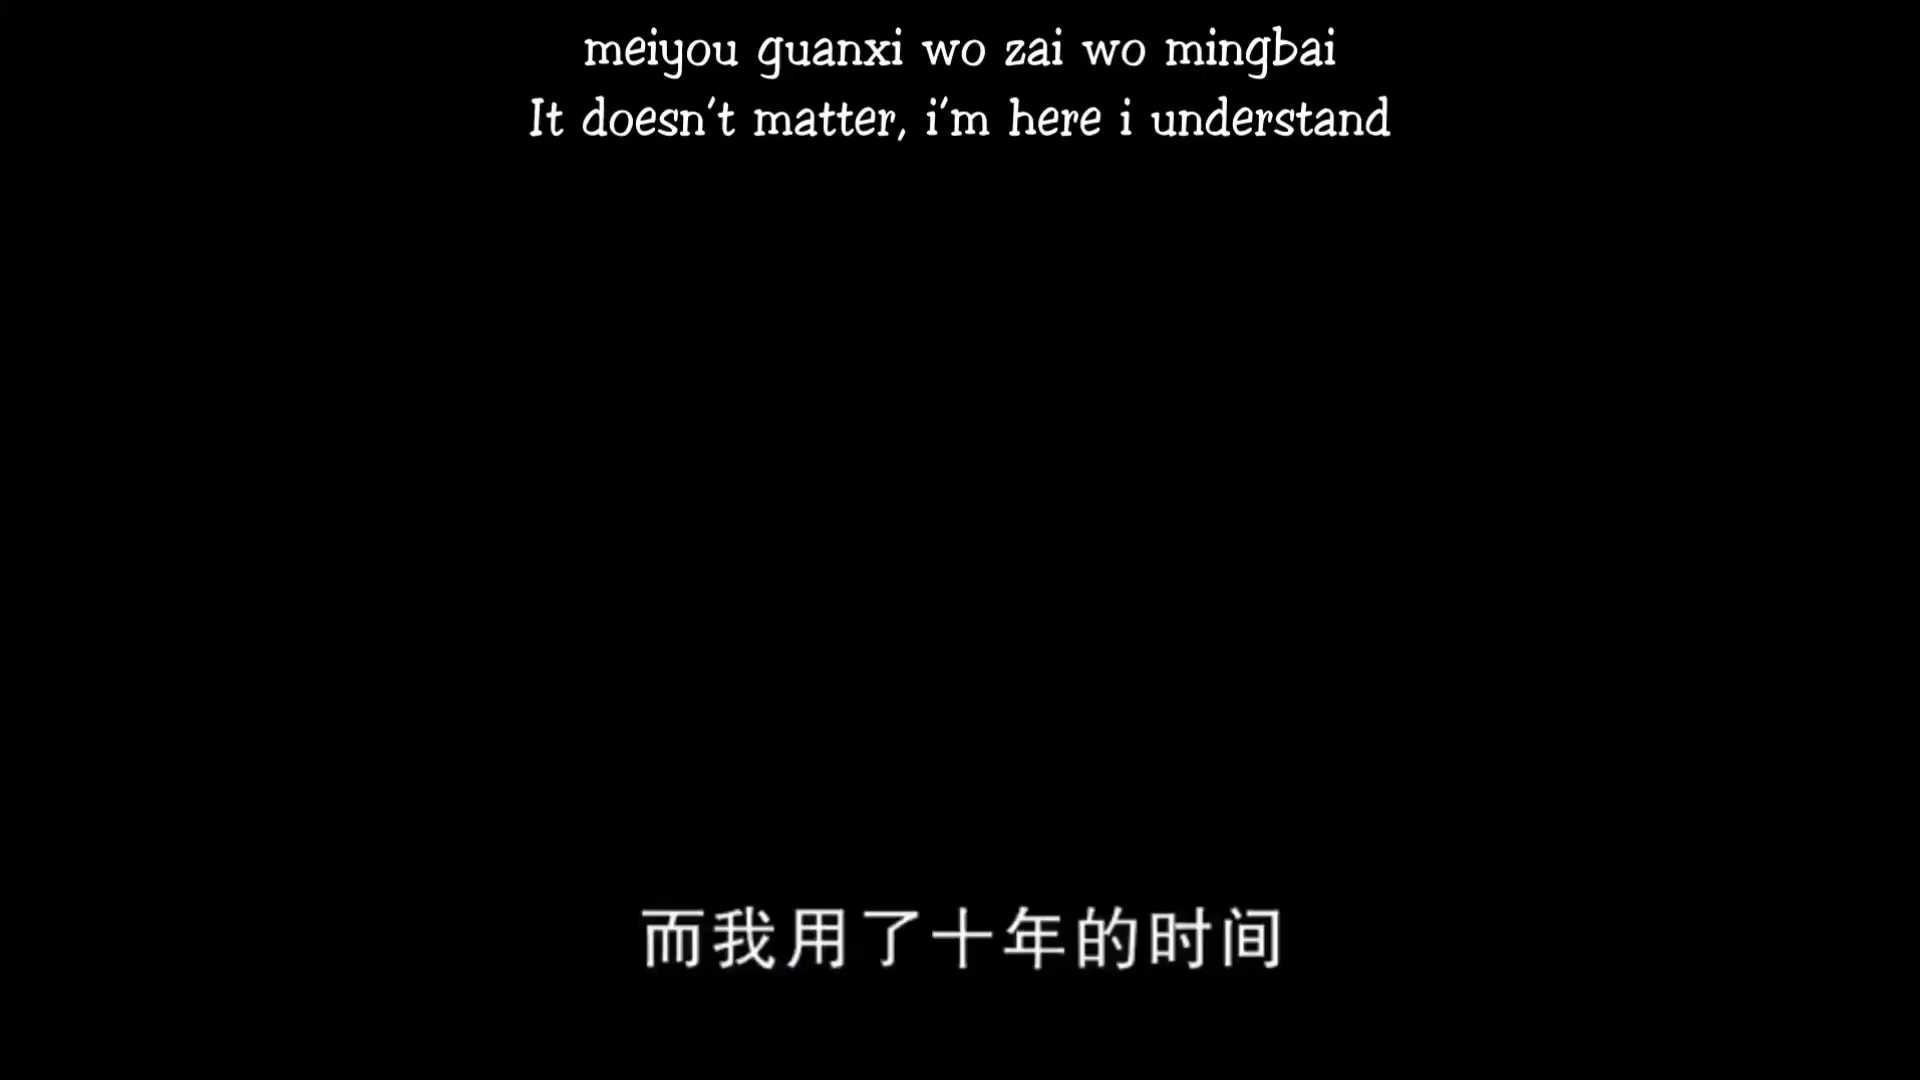 meiyou guanxi wo zai wo mingbai
It doesn't matter, i'm here i understand
而我用了十年的时间